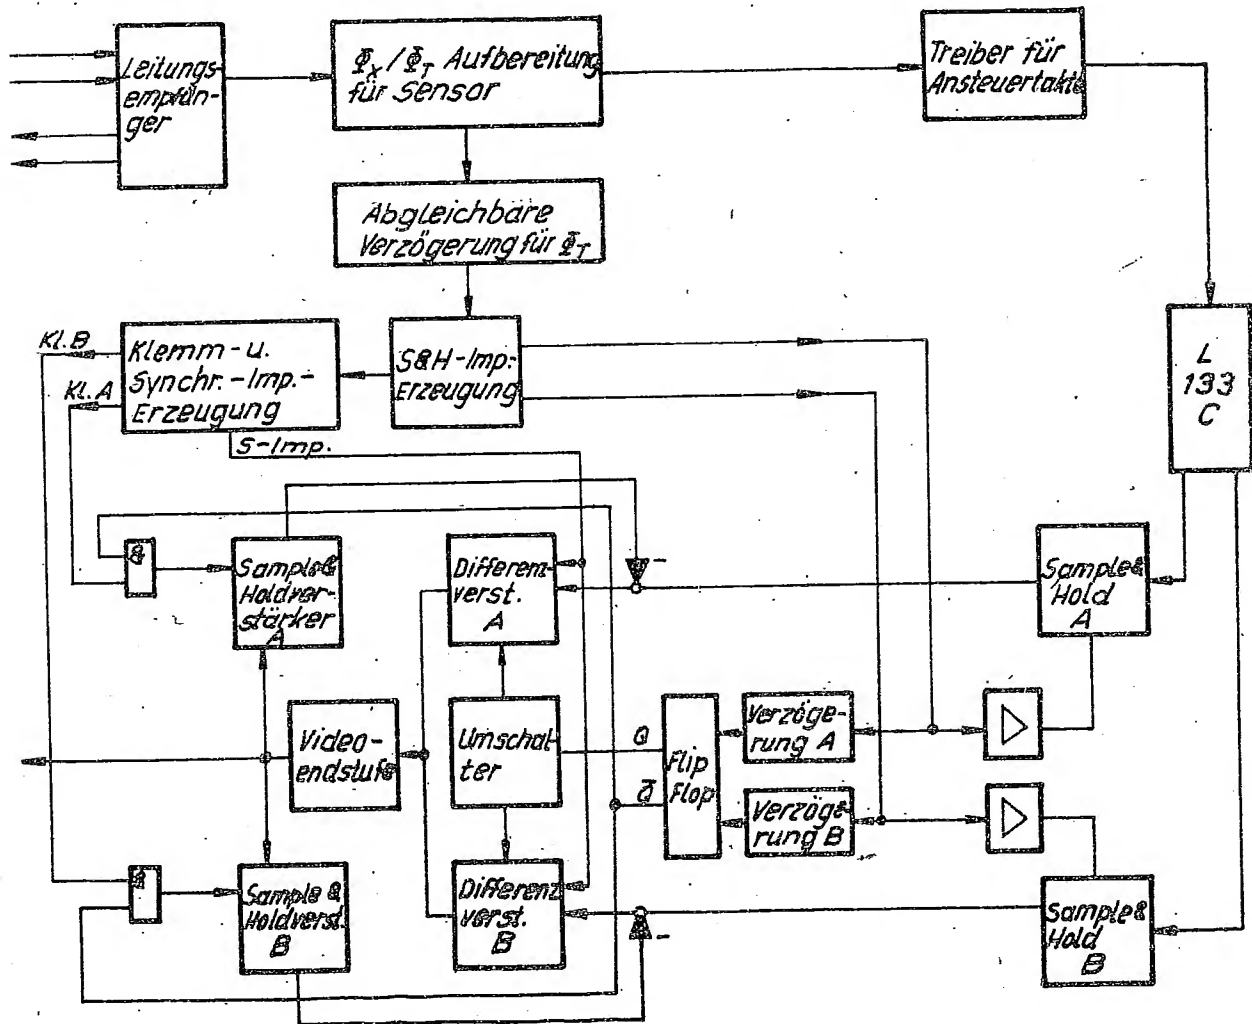 Leitungs-
empfän-
ger
Φx/ΦT Aufbereitung
für Sensor
Treiber für
Ansteuertakte
Abgleichbare
Verzögerung für ΦT
Kl. B
Kl. A
Klemm- u.
Synchr.-Imp.-
Erzeugung
S&H-Imp.
Erzeugung
L
133
C
S-Imp.
&
Sample&
Holdver-
stärker
A
Differenz-
verst.
A
-
Sample&
Hold
A
Video-
endstufe
Umschal-
ter
Q
Q̅
Flip
Flop
Verzöge-
rung A
Verzöge-
rung B
▷
▷
&
Sample &
Holdverst.
B
Differenz
verst.
B
-
Sample&
Hold
B